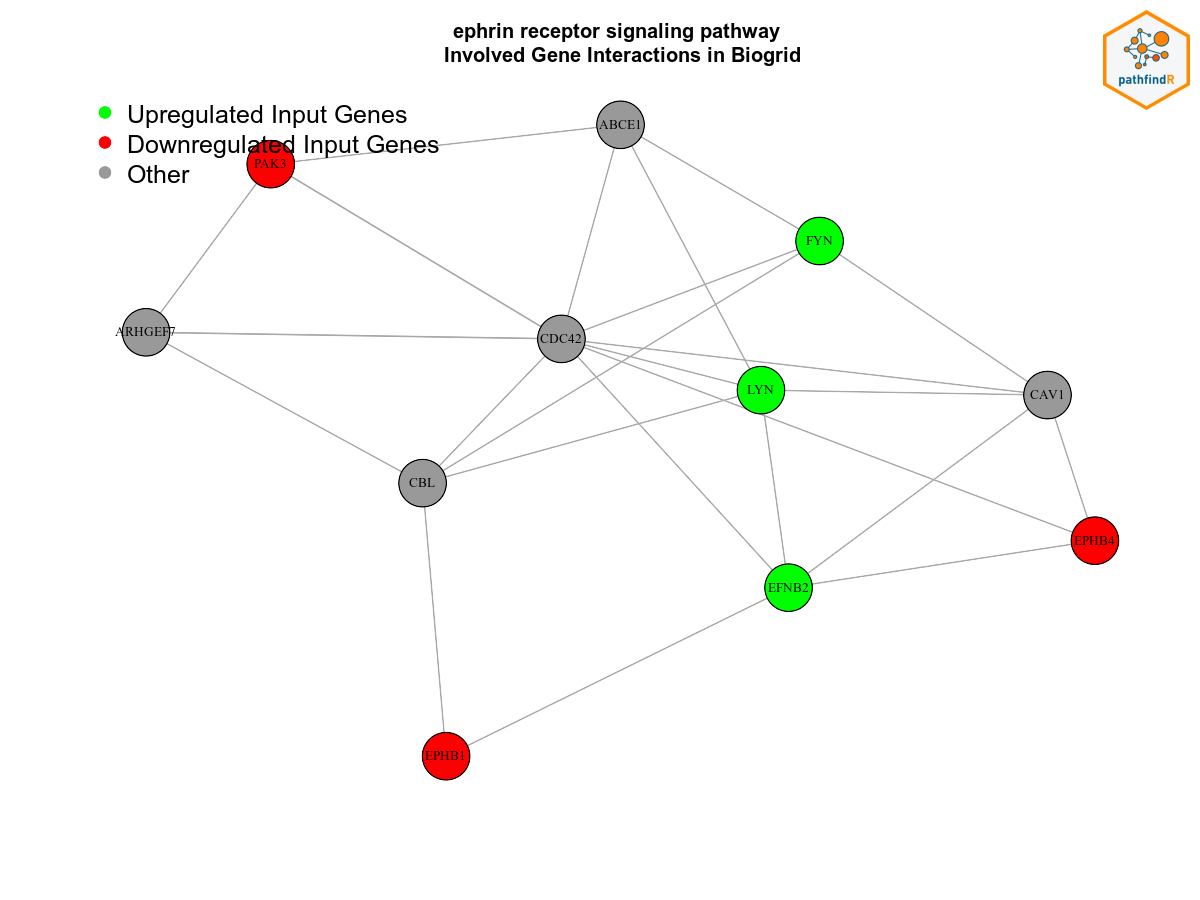 ephrin receptor signaling pathway
Involved Gene Interactions in Biogrid
pathfindR
Upregulated Input Genes
Downregulated Input Genes
Other
ABCE1
PAK3
FYN
ARHGEF7
CDC42
LYN
CAV1
CBL
EPHB4
EFNB2
EPHB1